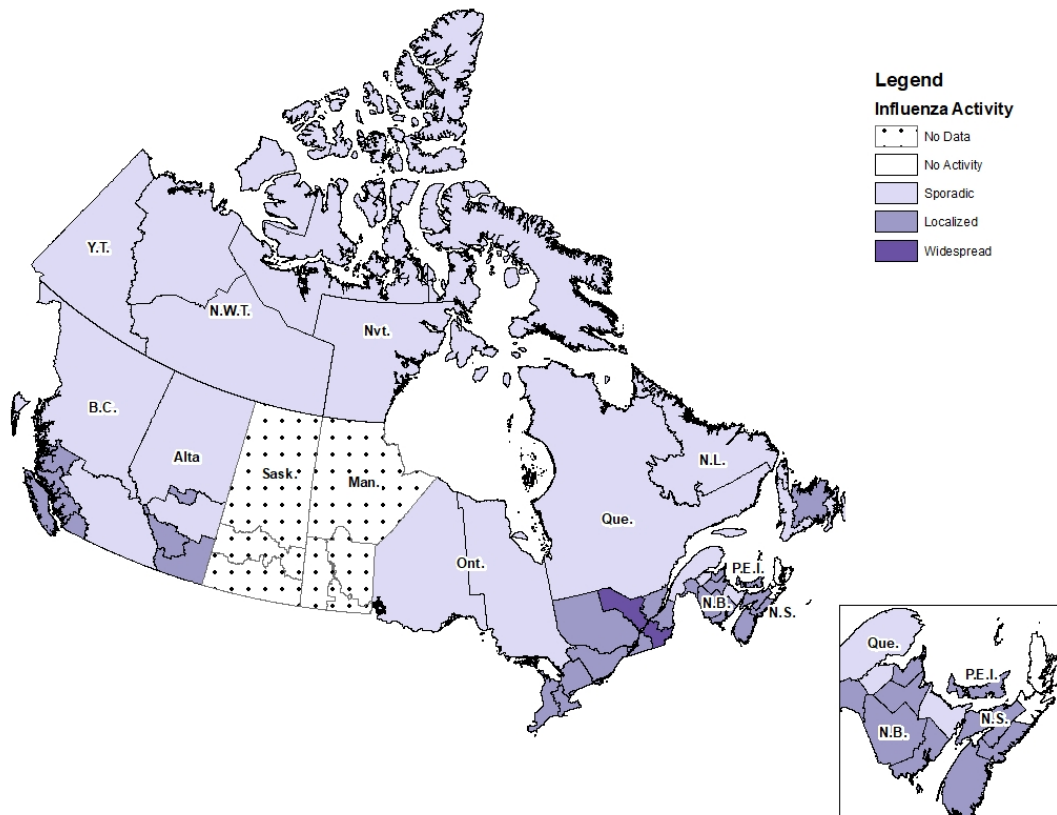 Legend
Influenza Activity
No Data
No Activity
Sporadic
Localized
Widespread
Y.T.
N.W.T.
Nvt.
B.C.
Alta
Sask.
Man.
N.L.
Que.
Ont.
P.E.I.
N.B.
N.S.
Que.
P.E.I.
N.S.
N.B.